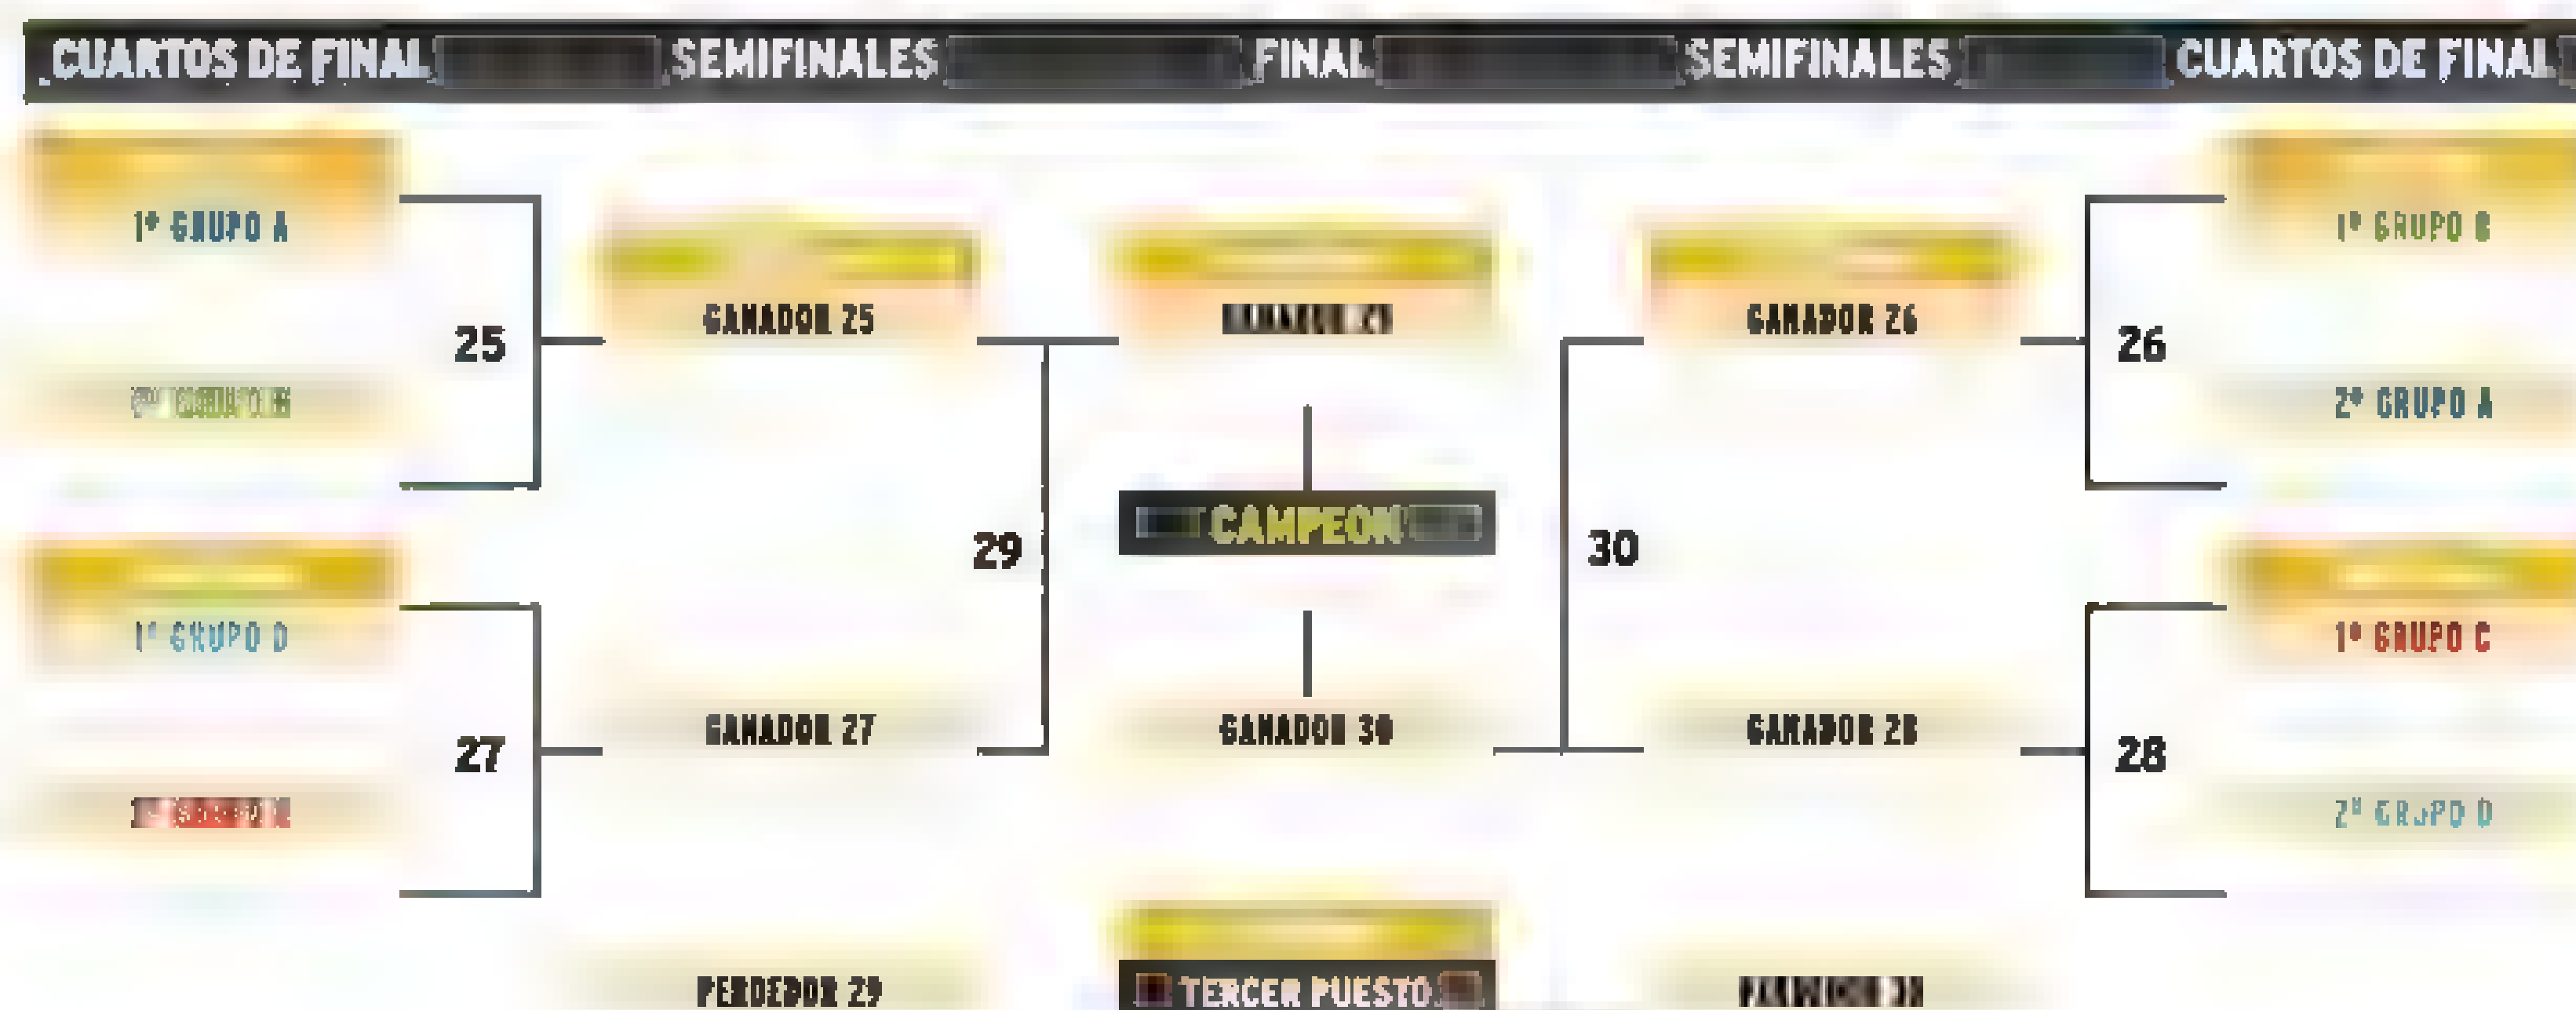 CUARTOS DE FINAL SEMIFINALES FINAL SEMIFINALES CUARTOS DE FINAL
1º GRUPO A
1º GRUPO B
GANADOR 25
GANADOR 26
25
26
2º GRUPO A
CAMPEON
29
30
1º GRUPO D
1º GRUPO C
GANADOR 27
GANADOR 30
GANADOR 28
27
28
2º GRUPO D
PERDEDOR 29
TERCER PUESTO